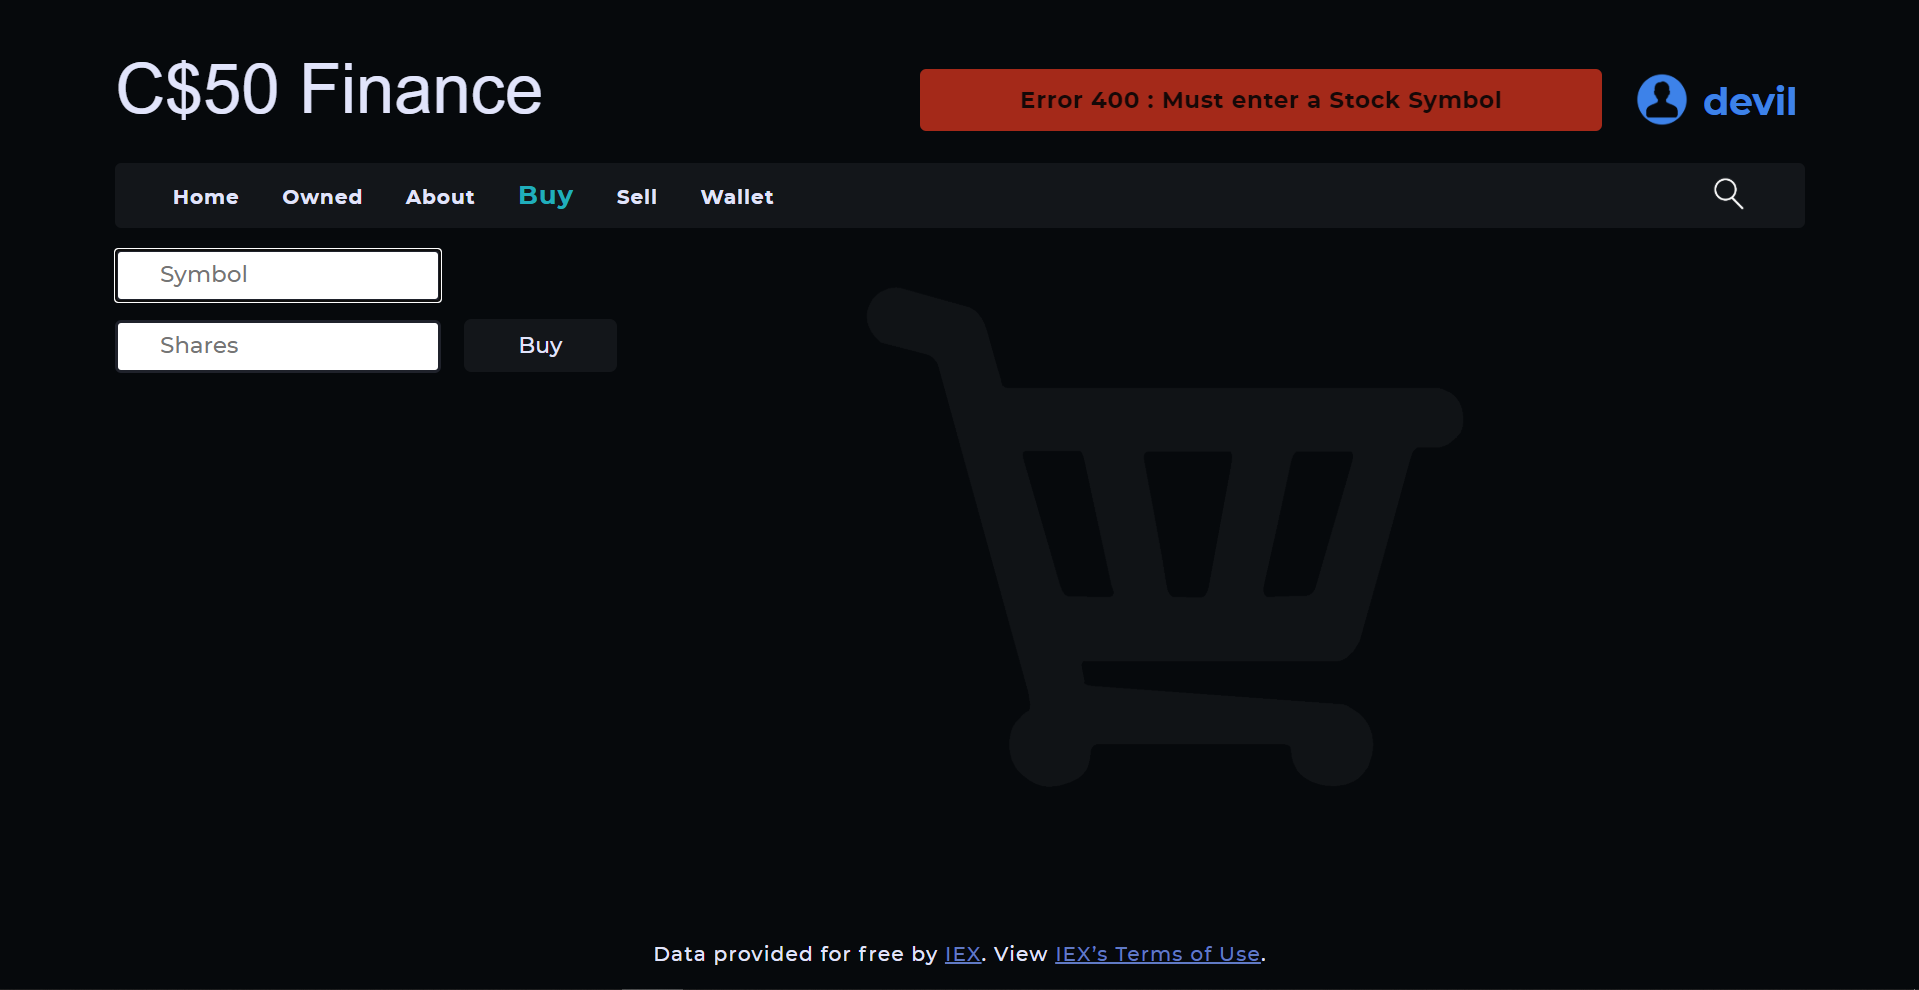 C$50 Finance
Error 400 : Must enter a Stock Symbol
devil
Home Owned About Buy Sell Wallet
Symbol
Shares
Buy
Data provided for free by IEX. View IEX’s Terms of Use.